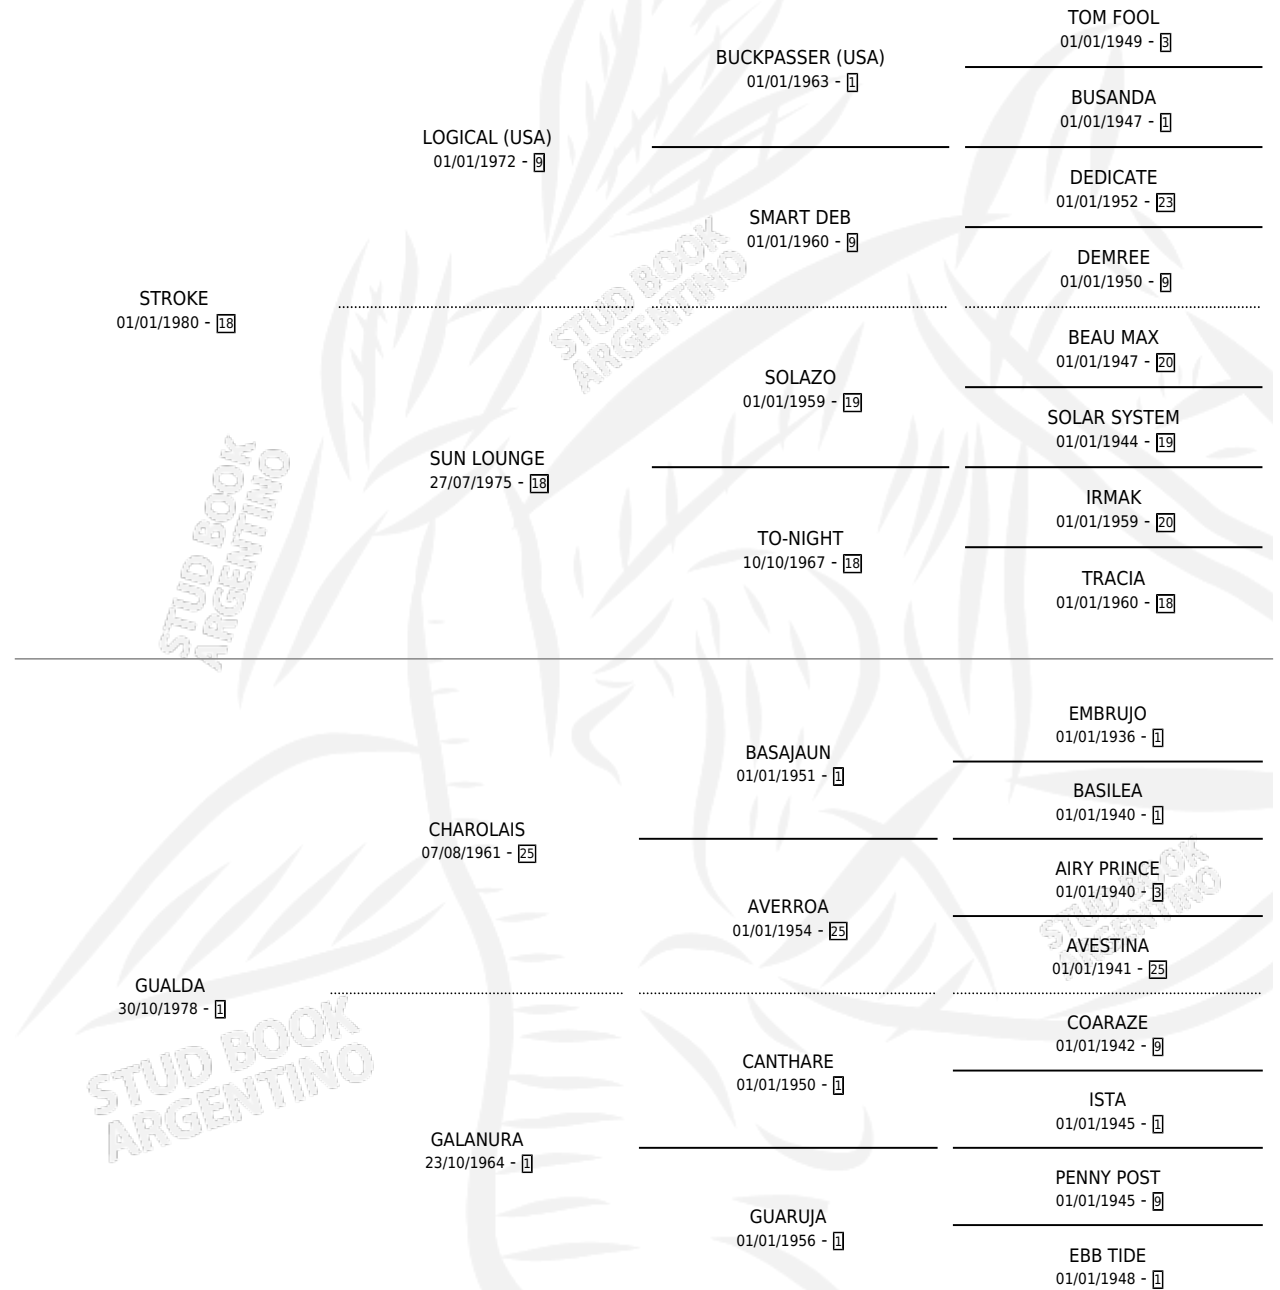 TOM FOOL
01/01/1949 - 3
BUCKPASSER (USA)
01/01/1963 - 1
BUSANDA
01/01/1947 - 1
LOGICAL (USA)
01/01/1972 - 9
DEDICATE
01/01/1952 - 23
SMART DEB
01/01/1960 - 9
DEMREE
01/01/1950 - 9
STROKE
01/01/1980 - 18
BEAU MAX
01/01/1947 - 20
SOLAZO
01/01/1959 - 19
SOLAR SYSTEM
01/01/1944 - 19
SUN LOUNGE
27/07/1975 - 18
IRMAK
01/01/1959 - 20
TO-NIGHT
10/10/1967 - 18
TRACIA
01/01/1960 - 18
EMBRUJO
01/01/1936 - 1
BASAJAUN
01/01/1951 - 1
BASILEA
01/01/1940 - 1
CHAROLAIS
07/08/1961 - 25
AIRY PRINCE
01/01/1940 - 3
AVERROA
01/01/1954 - 25
AVESTINA
01/01/1941 - 25
GUALDA
30/10/1978 - 1
COARAZE
01/01/1942 - 9
CANTHARE
01/01/1950 - 1
ISTA
01/01/1945 - 1
GALANURA
23/10/1964 - 1
PENNY POST
01/01/1945 - 9
GUARUJA
01/01/1956 - 1
EBB TIDE
01/01/1948 - 1
STUD BOOK
ARGENTINO
STUD BOOK
ARGENTINO
STUD BOOK
ARGENTINO
STUD BOOK
ARGENTINO